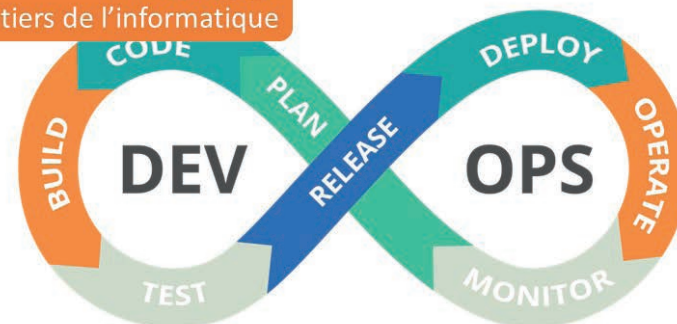 tiers de l'informatique
CODE
DEPLOY
PLAN
BUILD
DEV
RELEASE
OPS
OPERATE
TEST
MONITOR